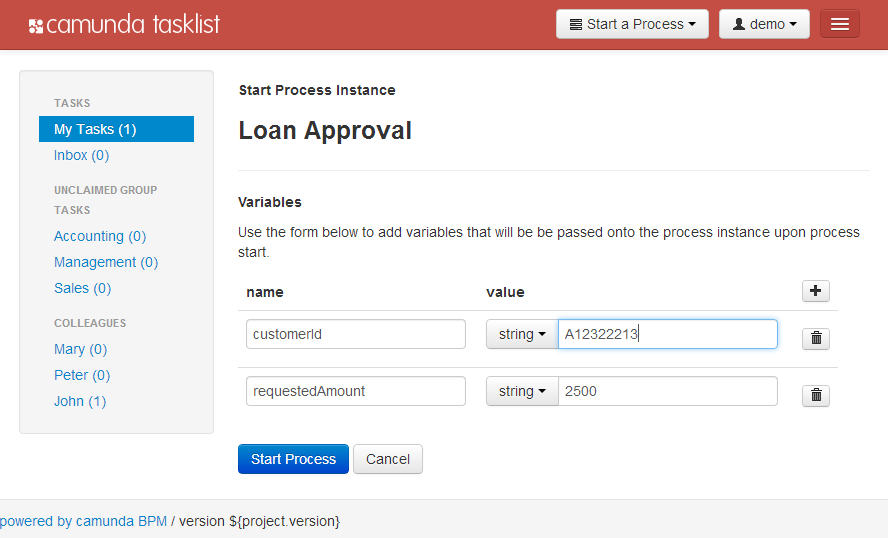 camunda tasklist
Start a Process
demo
TASKS
My Tasks (1)
Inbox (0)
UNCLAIMED GROUP
TASKS
Accounting (0)
Management (0)
Sales (0)
COLLEAGUES
Mary (0)
Peter (0)
John (1)
Start Process Instance
Loan Approval
Variables
Use the form below to add variables that will be be passed onto the process instance upon process
start.
name value
customerId string A12322213
requestedAmount string 2500
Start Process Cancel
powered by camunda BPM / version ${project.version}